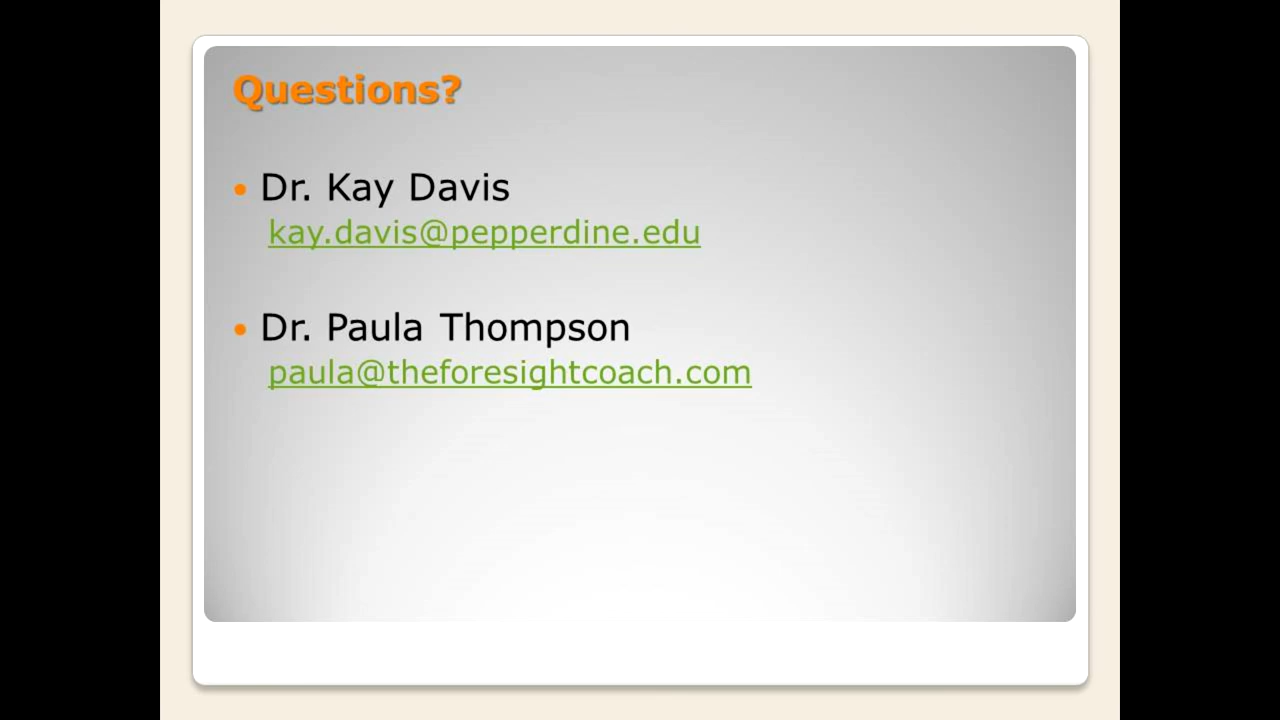 Questions?
Dr. Kay Davis
kay.davis@pepperdine.edu
Dr. Paula Thompson
paula@theforesightcoach.com